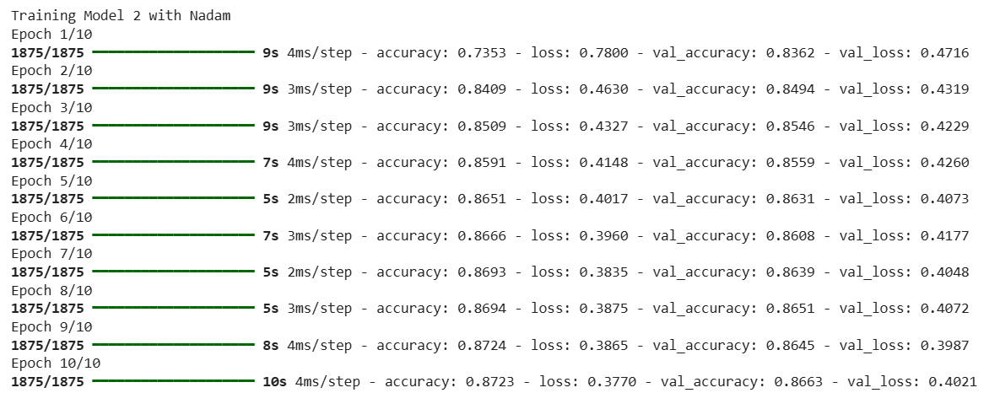 Training Model 2 with Nadam
Epoch 1/10
1875/1875 ━━━━━━━━━━━━━━━━━━━━ 9s 4ms/step - accuracy: 0.7353 - loss: 0.7800 - val_accuracy: 0.8362 - val_loss: 0.4716
Epoch 2/10
1875/1875 ━━━━━━━━━━━━━━━━━━━━ 9s 3ms/step - accuracy: 0.8409 - loss: 0.4630 - val_accuracy: 0.8494 - val_loss: 0.4319
Epoch 3/10
1875/1875 ━━━━━━━━━━━━━━━━━━━━ 9s 3ms/step - accuracy: 0.8509 - loss: 0.4327 - val_accuracy: 0.8546 - val_loss: 0.4229
Epoch 4/10
1875/1875 ━━━━━━━━━━━━━━━━━━━━ 7s 4ms/step - accuracy: 0.8591 - loss: 0.4148 - val_accuracy: 0.8559 - val_loss: 0.4260
Epoch 5/10
1875/1875 ━━━━━━━━━━━━━━━━━━━━ 5s 2ms/step - accuracy: 0.8651 - loss: 0.4017 - val_accuracy: 0.8631 - val_loss: 0.4073
Epoch 6/10
1875/1875 ━━━━━━━━━━━━━━━━━━━━ 7s 3ms/step - accuracy: 0.8666 - loss: 0.3960 - val_accuracy: 0.8608 - val_loss: 0.4177
Epoch 7/10
1875/1875 ━━━━━━━━━━━━━━━━━━━━ 5s 2ms/step - accuracy: 0.8693 - loss: 0.3835 - val_accuracy: 0.8639 - val_loss: 0.4048
Epoch 8/10
1875/1875 ━━━━━━━━━━━━━━━━━━━━ 5s 3ms/step - accuracy: 0.8694 - loss: 0.3875 - val_accuracy: 0.8651 - val_loss: 0.4072
Epoch 9/10
1875/1875 ━━━━━━━━━━━━━━━━━━━━ 8s 4ms/step - accuracy: 0.8724 - loss: 0.3865 - val_accuracy: 0.8645 - val_loss: 0.3987
Epoch 10/10
1875/1875 ━━━━━━━━━━━━━━━━━━━━ 10s 4ms/step - accuracy: 0.8723 - loss: 0.3770 - val_accuracy: 0.8663 - val_loss: 0.4021